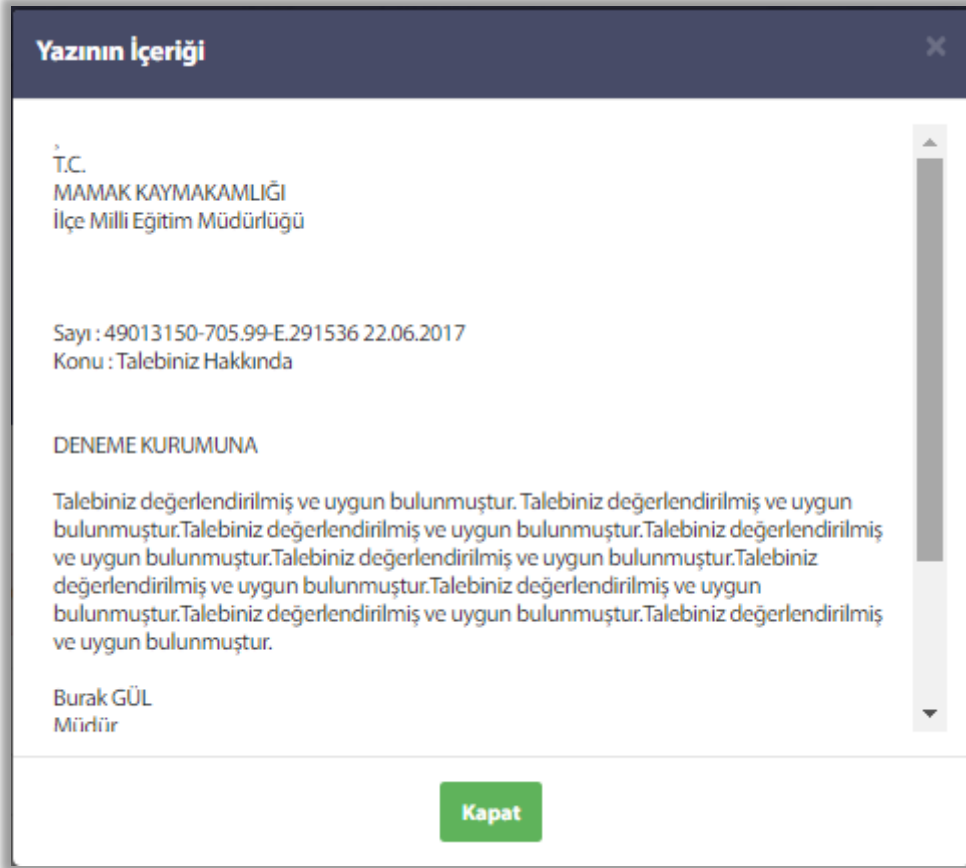 Yazının İçeriği
T.C.
MAMAK KAYMAKAMLIĞI
İlçe Milli Eğitim Müdürlüğü
Sayı : 49013150-705.99-E.291536 22.06.2017
Konu : Talebiniz Hakkında
DENEME KURUMUNA
Talebiniz değerlendirilmiş ve uygun bulunmuştur. Talebiniz değerlendirilmiş ve uygun
bulunmuştur.Talebiniz değerlendirilmiş ve uygun bulunmuştur.Talebiniz değerlendirilmiş
ve uygun bulunmuştur.Talebiniz değerlendirilmiş ve uygun bulunmuştur.Talebiniz
değerlendirilmiş ve uygun bulunmuştur.Talebiniz değerlendirilmiş ve uygun
bulunmuştur.Talebiniz değerlendirilmiş ve uygun bulunmuştur.Talebiniz değerlendirilmiş
ve uygun bulunmuştur.
Burak GÜL
Müdür
Kapat